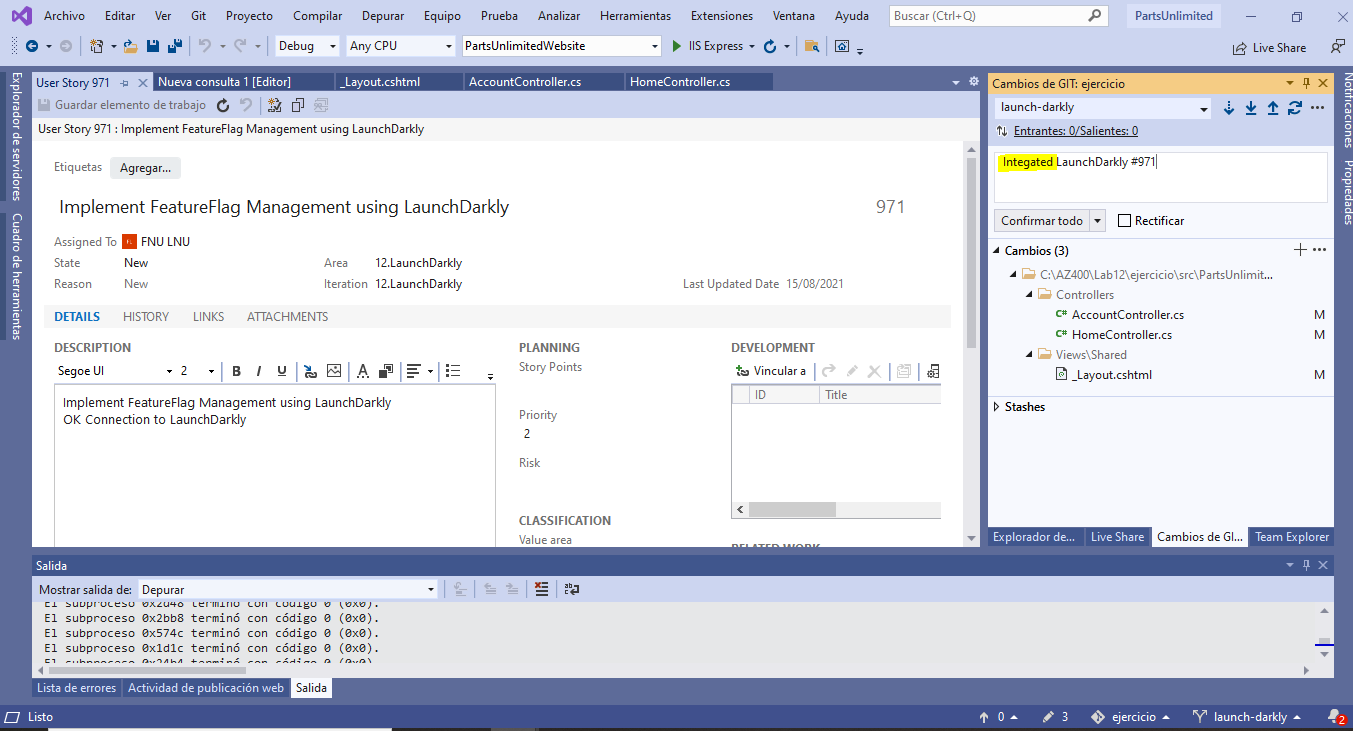 Archivo Editar Ver Git Proyecto Compilar Depurar Equipo Prueba Analizar Herramientas Extensiones Ventana Ayuda Buscar (Ctrl+Q) PartsUnlimited
Debug Any CPU PartsUnlimitedWebsite IIS Express Live Share
Explorador de servidores
Cuadro de herramientas
User Story 971 Nueva consulta 1 [Editor] _Layout.cshtml AccountController.cs HomeController.cs
Guardar elemento de trabajo
User Story 971 : Implement FeatureFlag Management using LaunchDarkly
Etiquetas Agregar...
Implement FeatureFlag Management using LaunchDarkly 971
Assigned To FL FNU LNU
State New Area 12.LaunchDarkly
Reason New Iteration 12.LaunchDarkly Last Updated Date 15/08/2021
DETAILS HISTORY LINKS ATTACHMENTS
DESCRIPTION
Segoe UI 2 B I U A
Implement FeatureFlag Management using LaunchDarkly
OK Connection to LaunchDarkly
PLANNING
Story Points
Priority
2
Risk
CLASSIFICATION
Value area
DEVELOPMENT
Vincular a
ID Title
RELATED WORK
Cambios de GIT: ejercicio
launch-darkly
Entrantes: 0/Salientes: 0
Integated LaunchDarkly #971
Confirmar todo Rectificar
Cambios (3)
C:\AZ400\Lab12\ejercicio\src\PartsUnlimit...
Controllers
C# AccountController.cs M
C# HomeController.cs M
Views\Shared
_Layout.cshtml M
Stashes
Explorador de... Live Share Cambios de GI... Team Explorer
Notificaciones
Propiedades
Salida
Mostrar salida de: Depurar
El subproceso 0x2d48 terminó con código 0 (0x0).
El subproceso 0x2bb8 terminó con código 0 (0x0).
El subproceso 0x574c terminó con código 0 (0x0).
El subproceso 0x1d1c terminó con código 0 (0x0).
El subproceso 0x24b4 terminó con código 0 (0x0).
Lista de errores Actividad de publicación web Salida
Listo 0 3 ejercicio launch-darkly 2